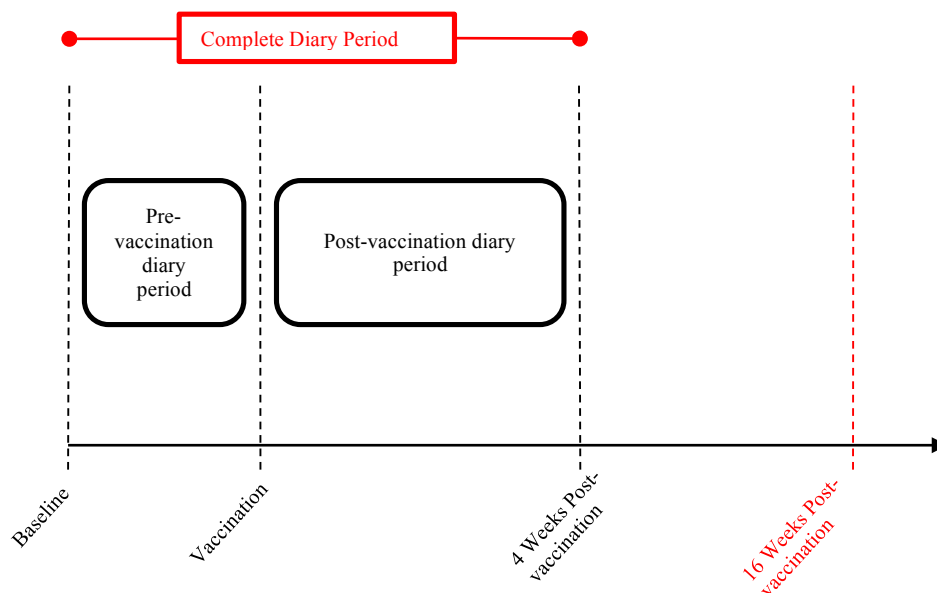 Complete Diary Period
Pre-
vaccination
diary
period
Post-vaccination diary
period
Baseline
Vaccination
4 Weeks Post-
vaccination
16 Weeks Post-
vaccination